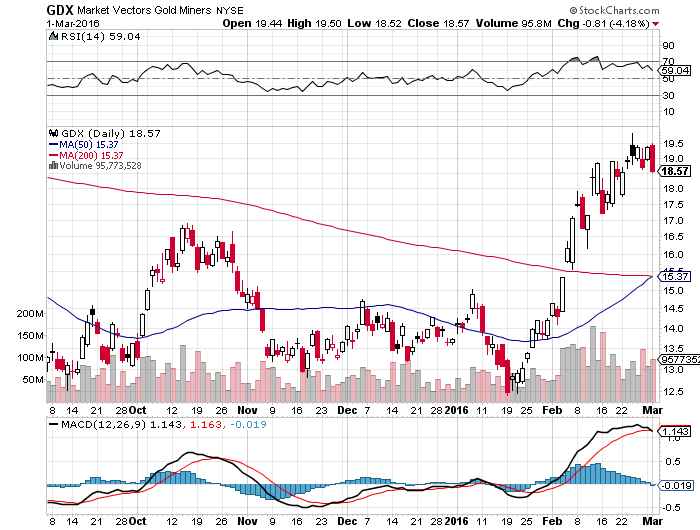 GDX Market Vectors Gold Miners NYSE © StockCharts.com
1-Mar-2016 Open 19.44 High 19.50 Low 18.52 Close 18.57 Volume 95.8M Chg -0.81 (-4.18%)
RSI(14) 59.04
90
70
59.04
50
30
10
GDX (Daily) 18.57
MA(50) 15.37
MA(200) 15.37
Volume 95,773,528
19.5
19.0
18.57
18.0
17.5
17.0
16.5
16.0
15.5
15.37
15.0
200M 14.5
150M 14.0
13.5
100M 9577352
13.0
50M 12.5
8 14 21 28 Oct 12 19 26 Nov 9 16 23 Dec 7 14 21 28 2016 11 19 25 Feb 8 16 22 Mar
MACD(12,26,9) 1.143, 1.163, -0.019
1.143
0.5
-0.019
-0.5
8 14 21 28 Oct 12 19 26 Nov 9 16 23 Dec 7 14 21 28 2016 11 19 25 Feb 8 16 22 Mar